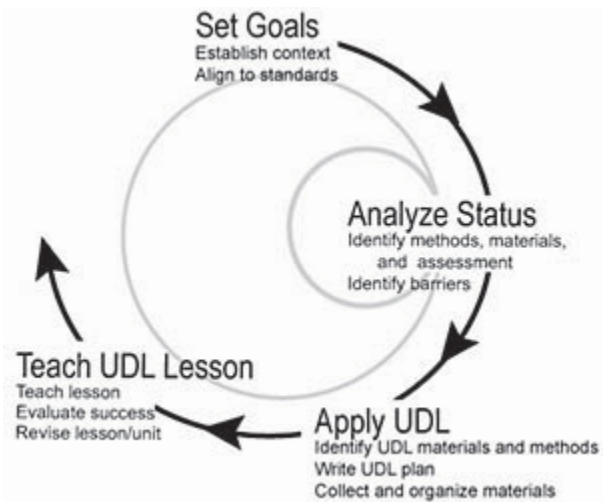 Set Goals
Establish context
Align to standards
Analyze Status
Identify methods, materials,
and assessment
Identify barriers
Teach UDL Lesson
Teach lesson
Evaluate success
Revise lesson/unit
Apply UDL
Identify UDL materials and methods
Write UDL plan
Collect and organize materials